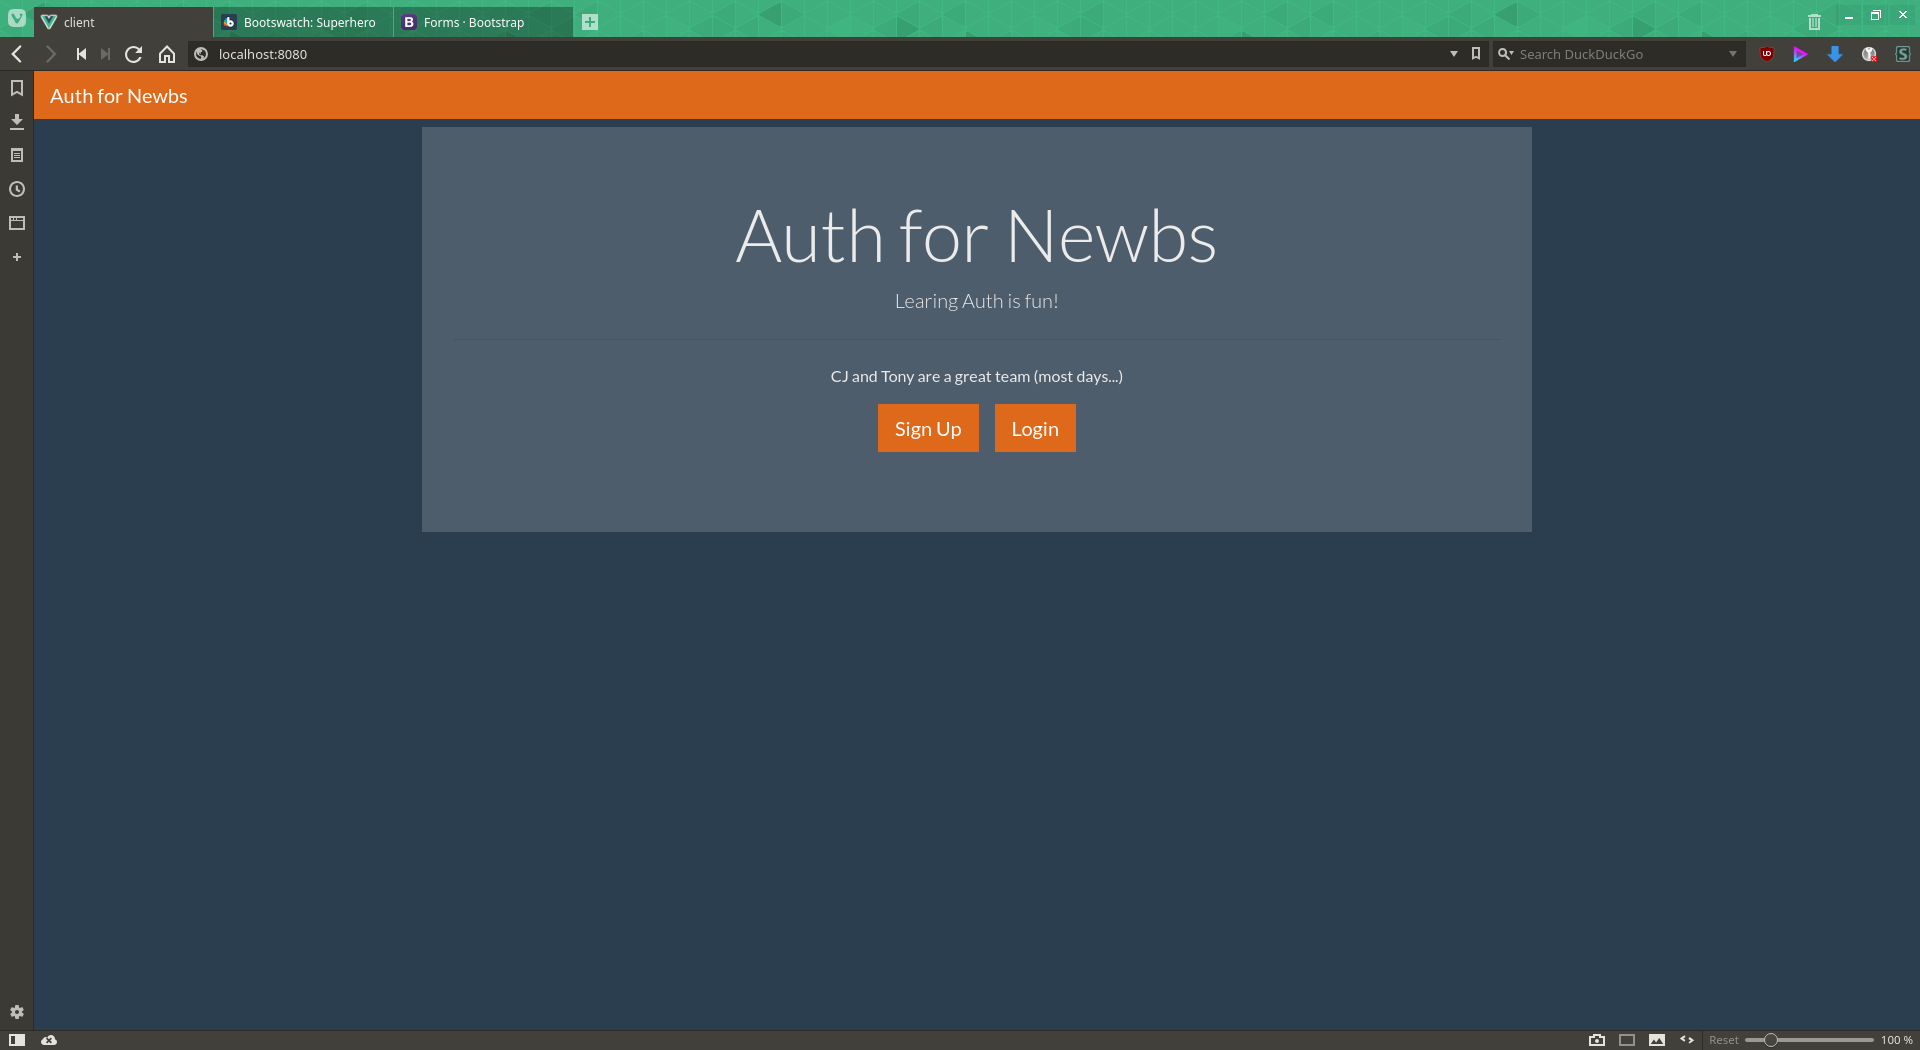 client
Bootswatch: Superhero
Forms · Bootstrap
localhost:8080
Search DuckDuckGo
Auth for Newbs
Auth for Newbs
Learing Auth is fun!
CJ and Tony are a great team (most days...)
Sign Up
Login
Reset
100 %